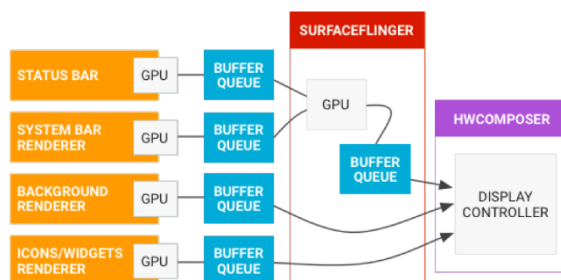 SURFACEFLINGER
STATUS BAR
GPU
BUFFER
QUEUE
GPU
SYSTEM BAR
RENDERER
GPU
BUFFER
QUEUE
HWCOMPOSER
BUFFER
QUEUE
BACKGROUND
RENDERER
GPU
BUFFER
QUEUE
DISPLAY
CONTROLLER
ICONS/WIDGETS
RENDERER
GPU
BUFFER
QUEUE